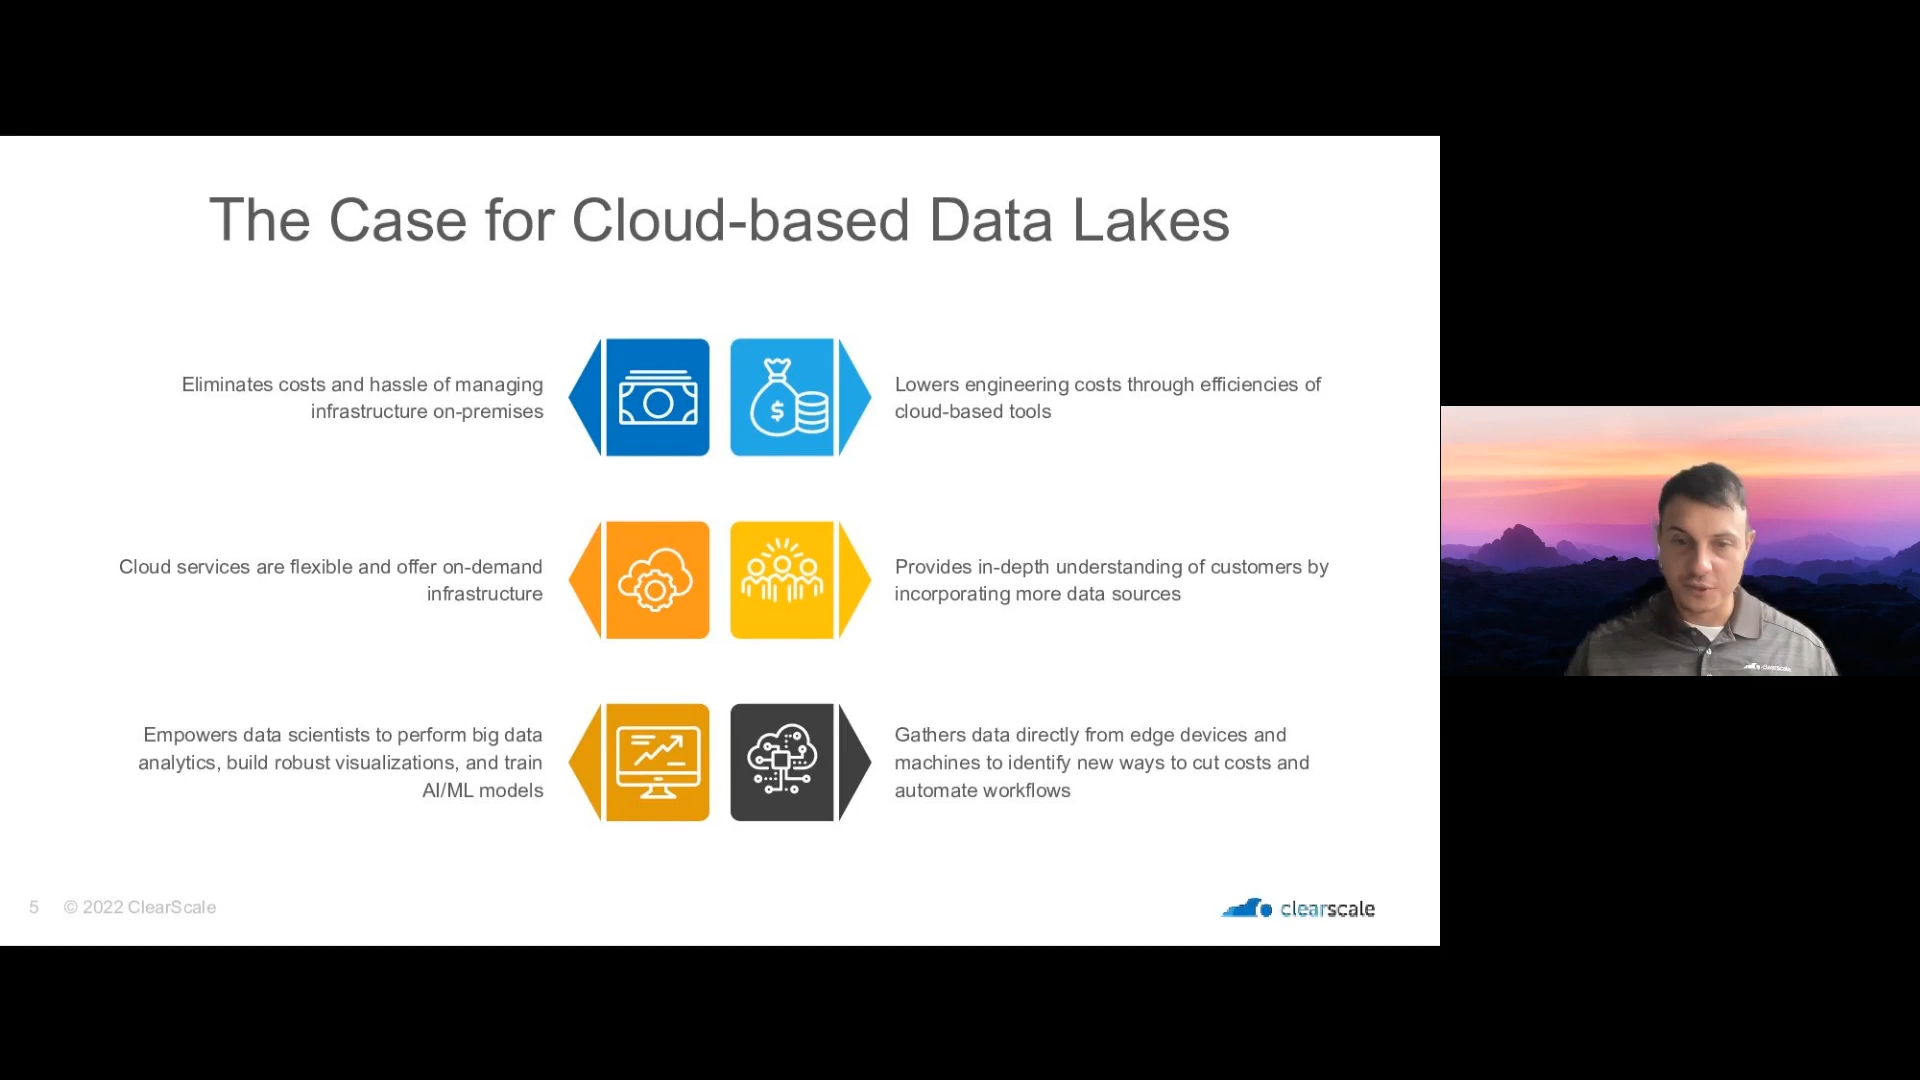 The Case for Cloud-based Data Lakes
Eliminates costs and hassle of managing
infrastructure on-premises
$
Lowers engineering costs through efficiencies of
cloud-based tools
Cloud services are flexible and offer on-demand
infrastructure
Provides in-depth understanding of customers by
incorporating more data sources
Empowers data scientists to perform big data
analytics, build robust visualizations, and train
AI/ML models
Gathers data directly from edge devices and
machines to identify new ways to cut costs and
automate workflows
5 © 2022 ClearScale
clearscale
clearscale